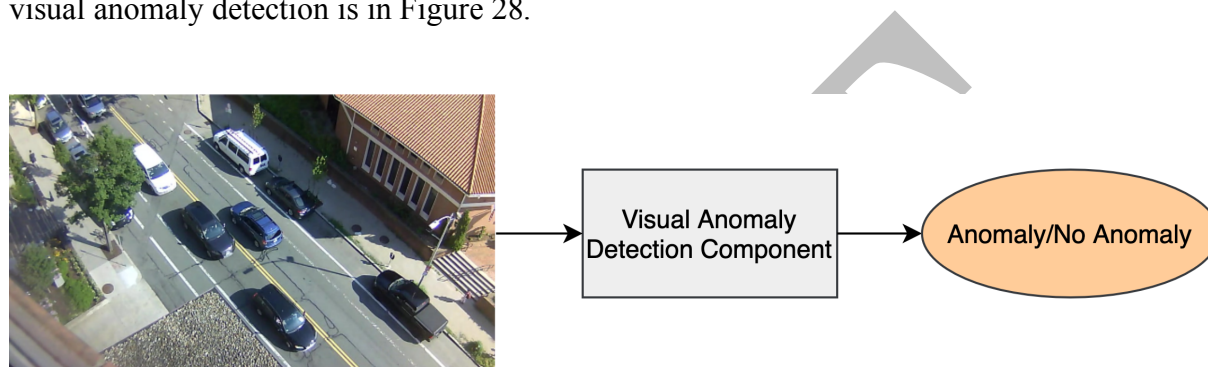 visual anomaly detection is in Figure 28.
Visual Anomaly
Detection Component
Anomaly/No Anomaly